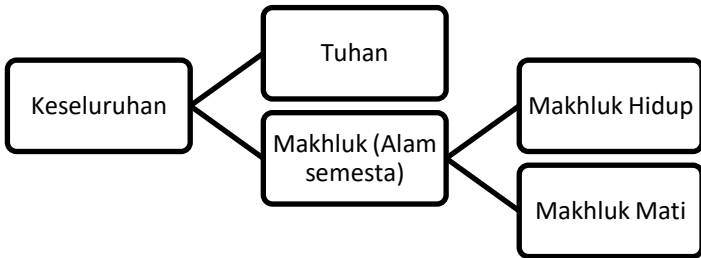 Keseluruhan
Tuhan
Makhluk (Alam
semesta)
Makhluk Hidup
Makhluk Mati